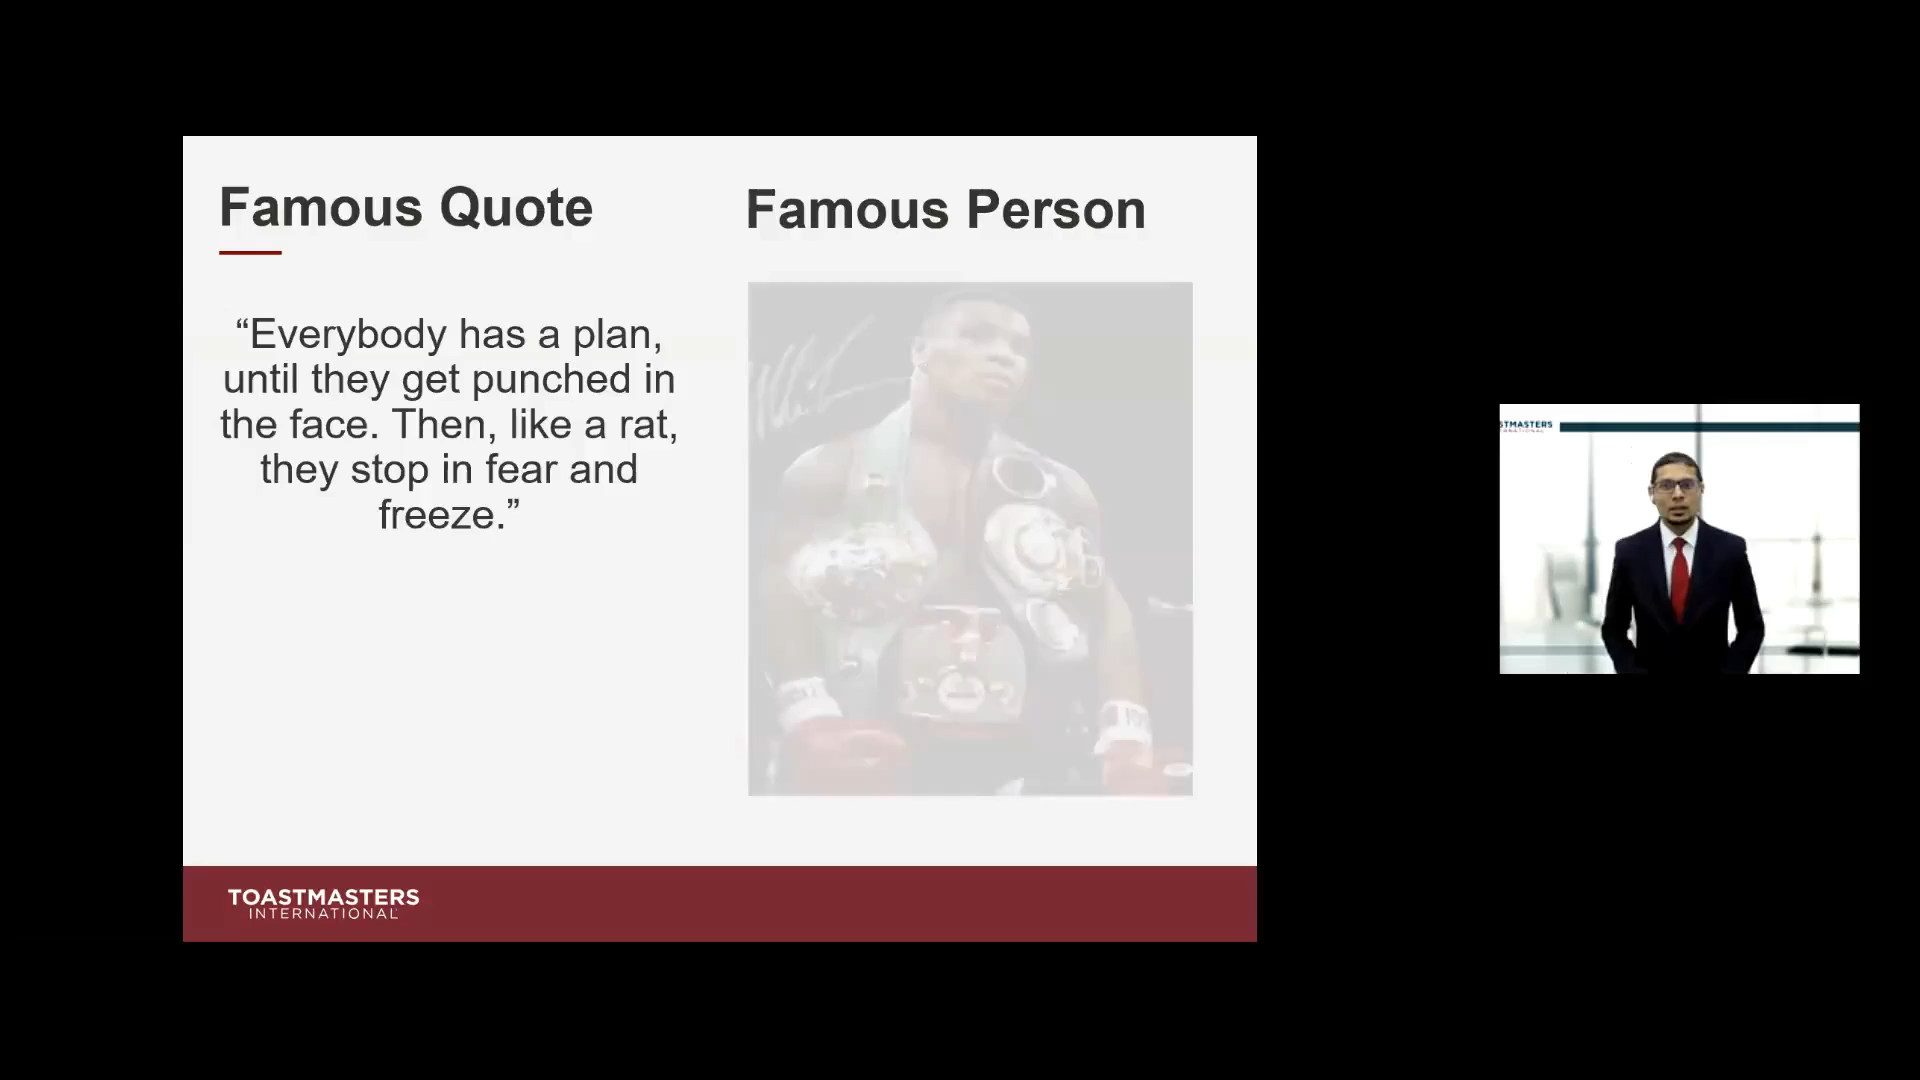 Famous Quote
Famous Person
“Everybody has a plan,
until they get punched in
the face. Then, like a rat,
they stop in fear and
freeze.”
TOASTMASTERS
INTERNATIONAL
STMASTERS